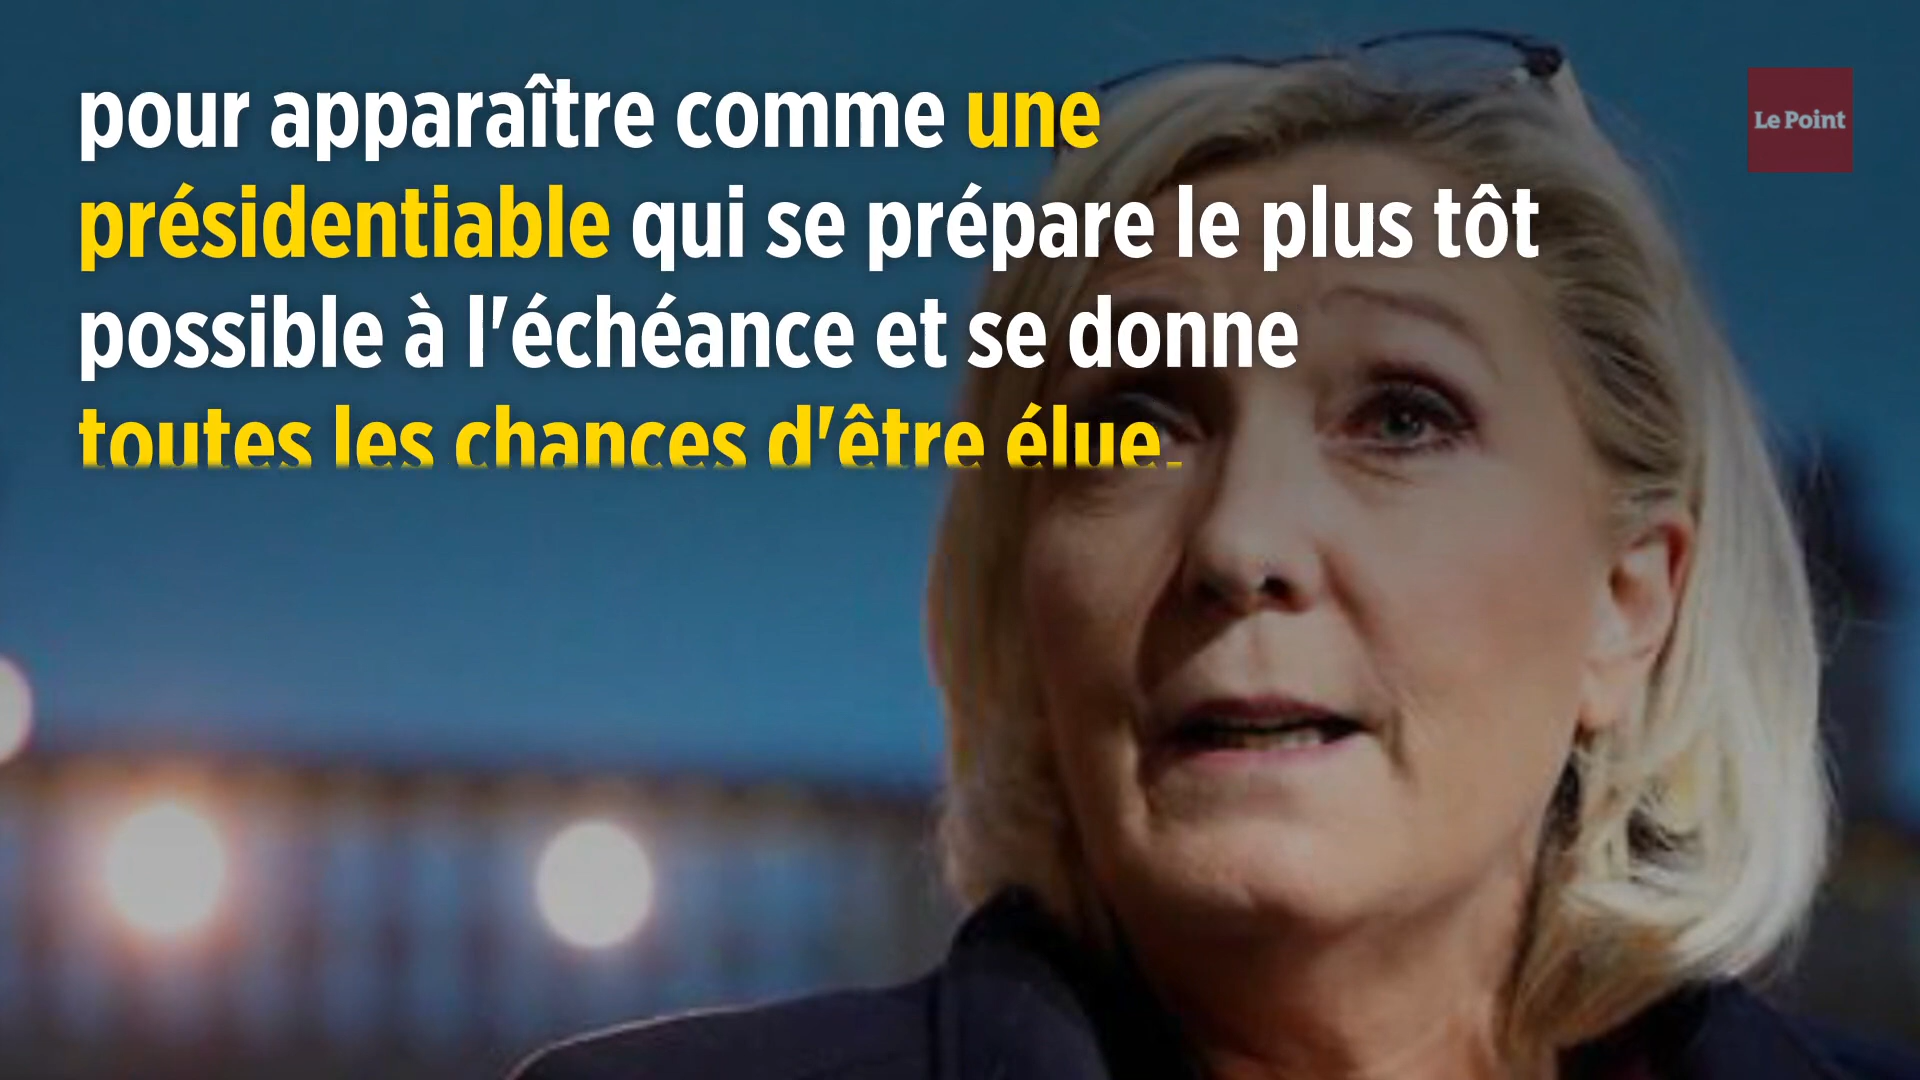 pour apparaître comme une
présidentiable qui se prépare le plus tôt
possible à l'échéance et se donne
toutes les chances d'être élue.
Le Point